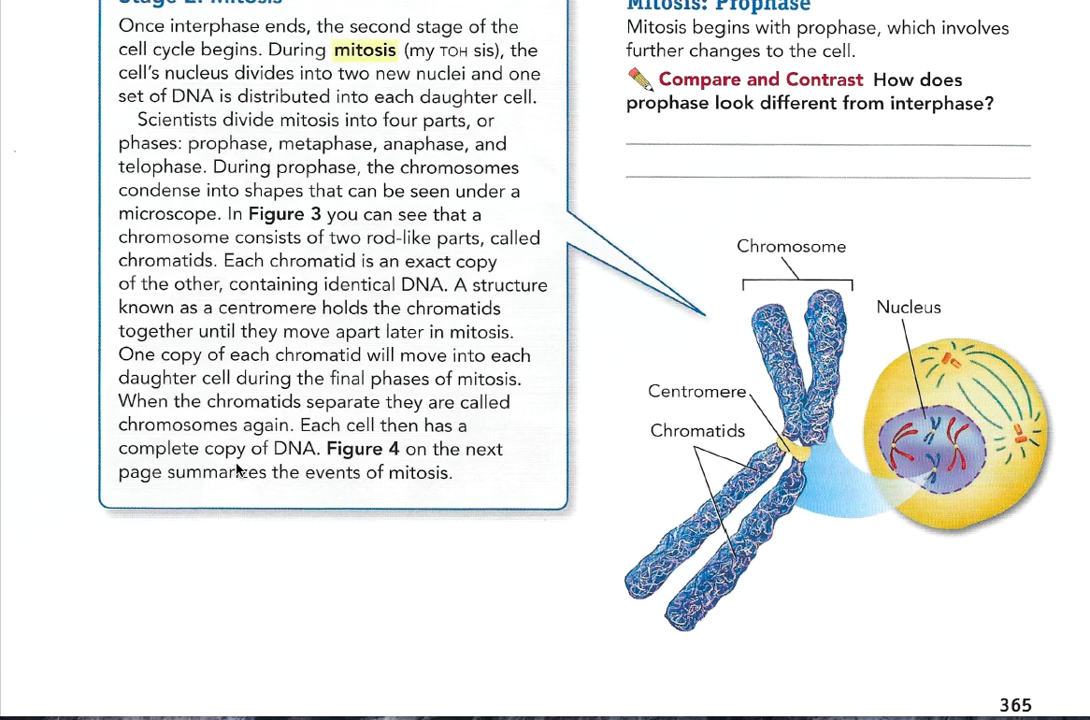 Stage 2: Mitosis
Once interphase ends, the second stage of the
cell cycle begins. During mitosis (my TOH sis), the
cell's nucleus divides into two new nuclei and one
set of DNA is distributed into each daughter cell.
Scientists divide mitosis into four parts, or
phases: prophase, metaphase, anaphase, and
telophase. During prophase, the chromosomes
condense into shapes that can be seen under a
microscope. In Figure 3 you can see that a
chromosome consists of two rod-like parts, called
chromatids. Each chromatid is an exact copy
of the other, containing identical DNA. A structure
known as a centromere holds the chromatids
together until they move apart later in mitosis.
One copy of each chromatid will move into each
daughter cell during the final phases of mitosis.
When the chromatids separate they are called
chromosomes again. Each cell then has a
complete copy of DNA. Figure 4 on the next
page summarizes the events of mitosis.
Mitosis: Prophase
Mitosis begins with prophase, which involves
further changes to the cell.
Compare and Contrast How does
prophase look different from interphase?
Chromosome
Nucleus
Centromere
Chromatids
365